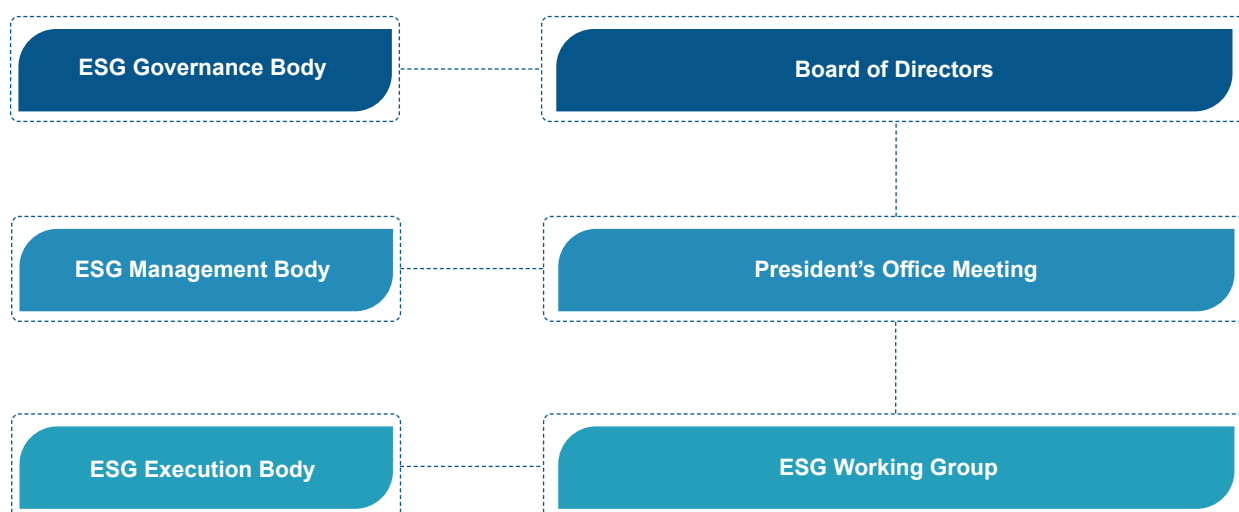 ESG Governance Body
Board of Directors
ESG Management Body
President’s Office Meeting
ESG Execution Body
ESG Working Group